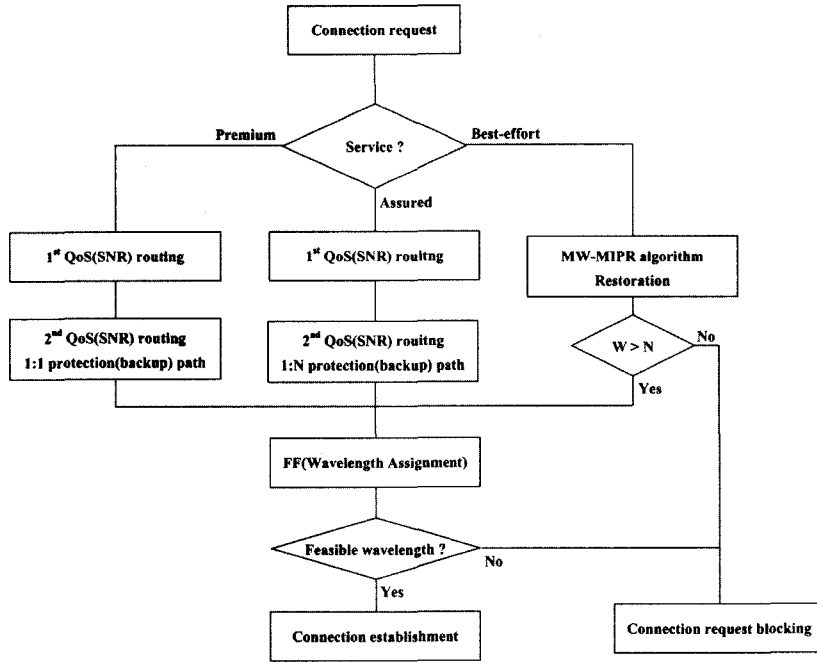 Connection request
Premium
Service ?
Best-effort
Assured
1st QoS(SNR) routing
1st QoS(SNR) rouitng
MW-MIPR algorithm
Restoration
2nd QoS(SNR) routing
1:1 protection(backup) path
2nd QoS(SNR) rouitng
1:N protection(backup) path
W > N
No
Yes
FF(Wavelength Assignment)
Feasible wavelength ?
No
Yes
Connection establishment
Connection request blocking